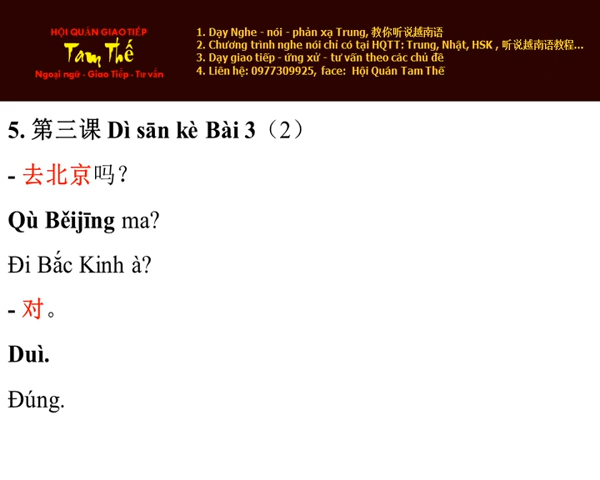 HỘI QUÁN GIAO TIẾP
Tam Thế
Ngoại ngữ - Giao Tiếp - Tư vấn
1. Dạy Nghe - nói - phản xạ Trung, 教你听说越南语
2. Chương trình nghe nói chỉ có tại HQTT: Trung, Nhật, HSK , 听说越南语教程...
3. Dạy giao tiếp - ứng xử - tư vấn theo các chủ đề
4. Liên hệ: 0977309925, face: Hội Quán Tam Thế
5. 第三课 Dì sān kè Bài 3（2）
- 去北京吗？
Qù Běijīng ma?
Đi Bắc Kinh à?
- 对。
Duì.
Đúng.